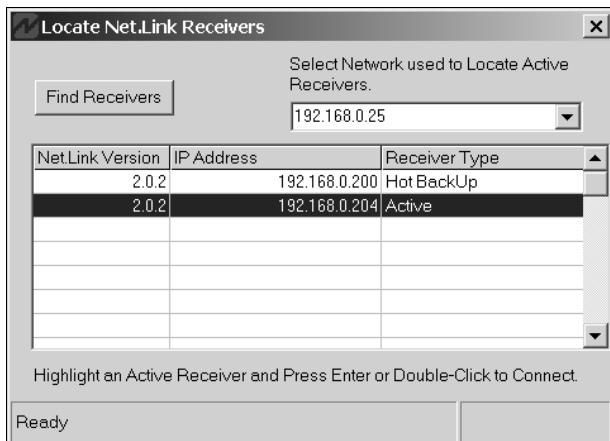 Locate Net.Link Receivers
Find Receivers
Select Network used to Locate Active
Receivers.
192.168.0.25
Net.Link Version IP Address Receiver Type
2.0.2 192.168.0.200 Hot BackUp
2.0.2 192.168.0.204 Active
Highlight an Active Receiver and Press Enter or Double-Click to Connect.
Ready